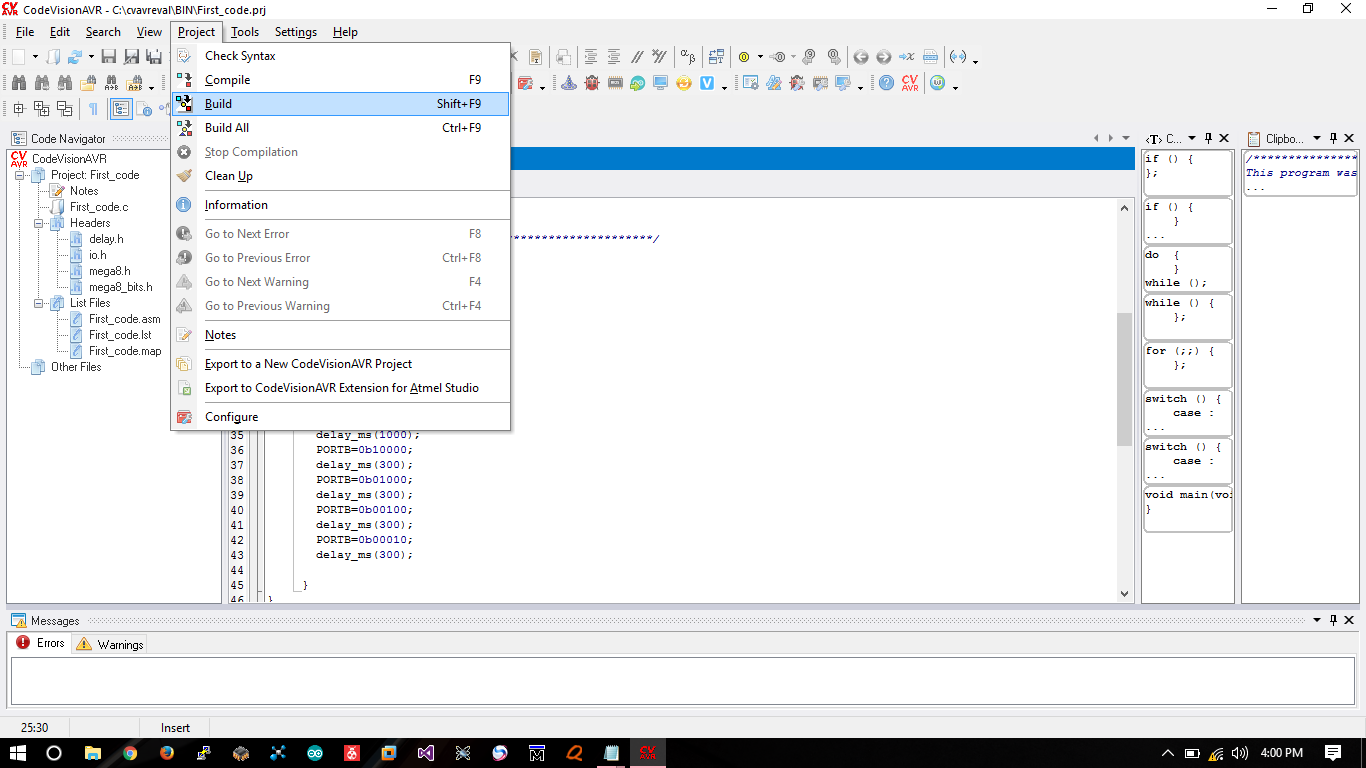 CodeVisionAVR - C:\cvavreval\BIN\First_code.prj
File Edit Search View Project Tools Settings Help
Check Syntax
Compile F9
Build Shift+F9
Build All Ctrl+F9
Stop Compilation
Clean Up
Information
Go to Next Error F8
Go to Previous Error Ctrl+F8
Go to Next Warning F4
Go to Previous Warning Ctrl+F4
Notes
Export to a New CodeVisionAVR Project
Export to CodeVisionAVR Extension for Atmel Studio
Configure
Code Navigator
CV AVR CodeVisionAVR
Project: First_code
Notes
First_code.c
Headers
delay.h
io.h
mega8.h
mega8_bits.h
List Files
First_code.asm
First_code.lst
First_code.map
Other Files
********************/
35 delay_ms(1000);
36 PORTB=0b10000;
37 delay_ms(300);
38 PORTB=0b01000;
39 delay_ms(300);
40 PORTB=0b00100;
41 delay_ms(300);
42 PORTB=0b00010;
43 delay_ms(300);
44
45 }
46 }
<T> C...
if () {
};
if () {
}
...
do {
}
while ();
while () {
};
for (;;) {
};
switch () {
case :
...
switch () {
case :
...
void main(voi
}
Clipbo...
/***************
This program was
...
Messages
Errors Warnings
25:30 Insert
4:00 PM